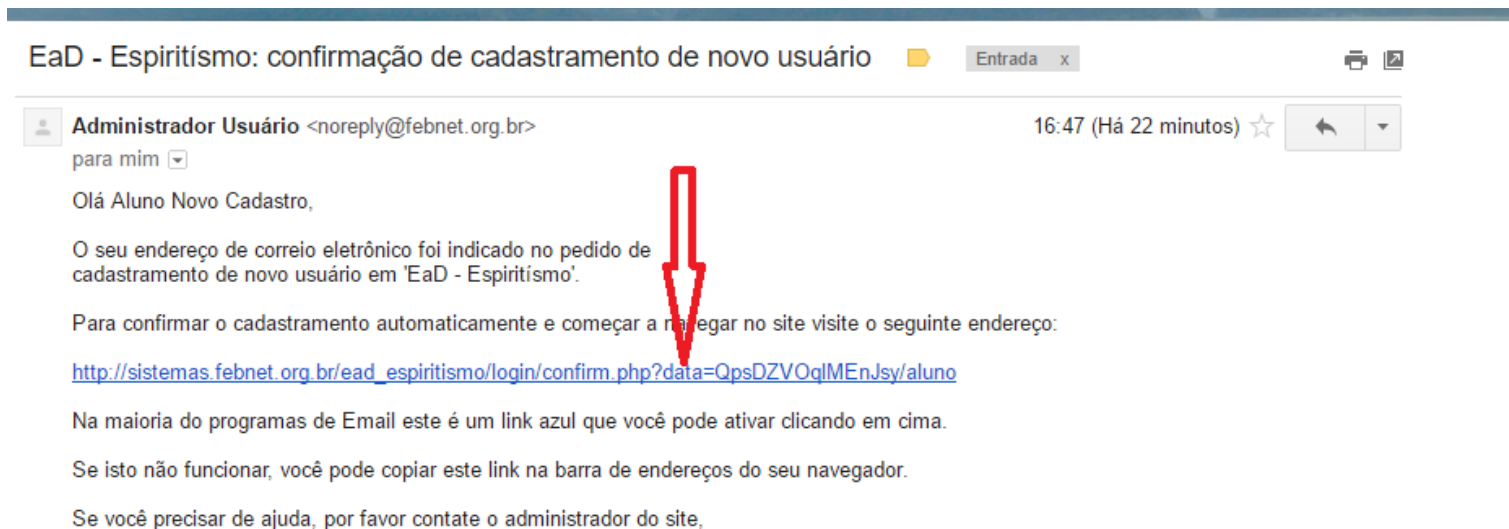 EaD - Espiritísmo: confirmação de cadastramento de novo usuário Entrada x
Administrador Usuário <noreply@febnet.org.br> 16:47 (Há 22 minutos)
para mim
Olá Aluno Novo Cadastro,
O seu endereço de correio eletrônico foi indicado no pedido de
cadastramento de novo usuário em 'EaD - Espiritísmo'.
Para confirmar o cadastramento automaticamente e começar a navegar no site visite o seguinte endereço:
http://sistemas.febnet.org.br/ead_espiritismo/login/confirm.php?data=QpsDZVOqlMEnJsy/aluno
Na maioria do programas de Email este é um link azul que você pode ativar clicando em cima.
Se isto não funcionar, você pode copiar este link na barra de endereços do seu navegador.
Se você precisar de ajuda, por favor contate o administrador do site,